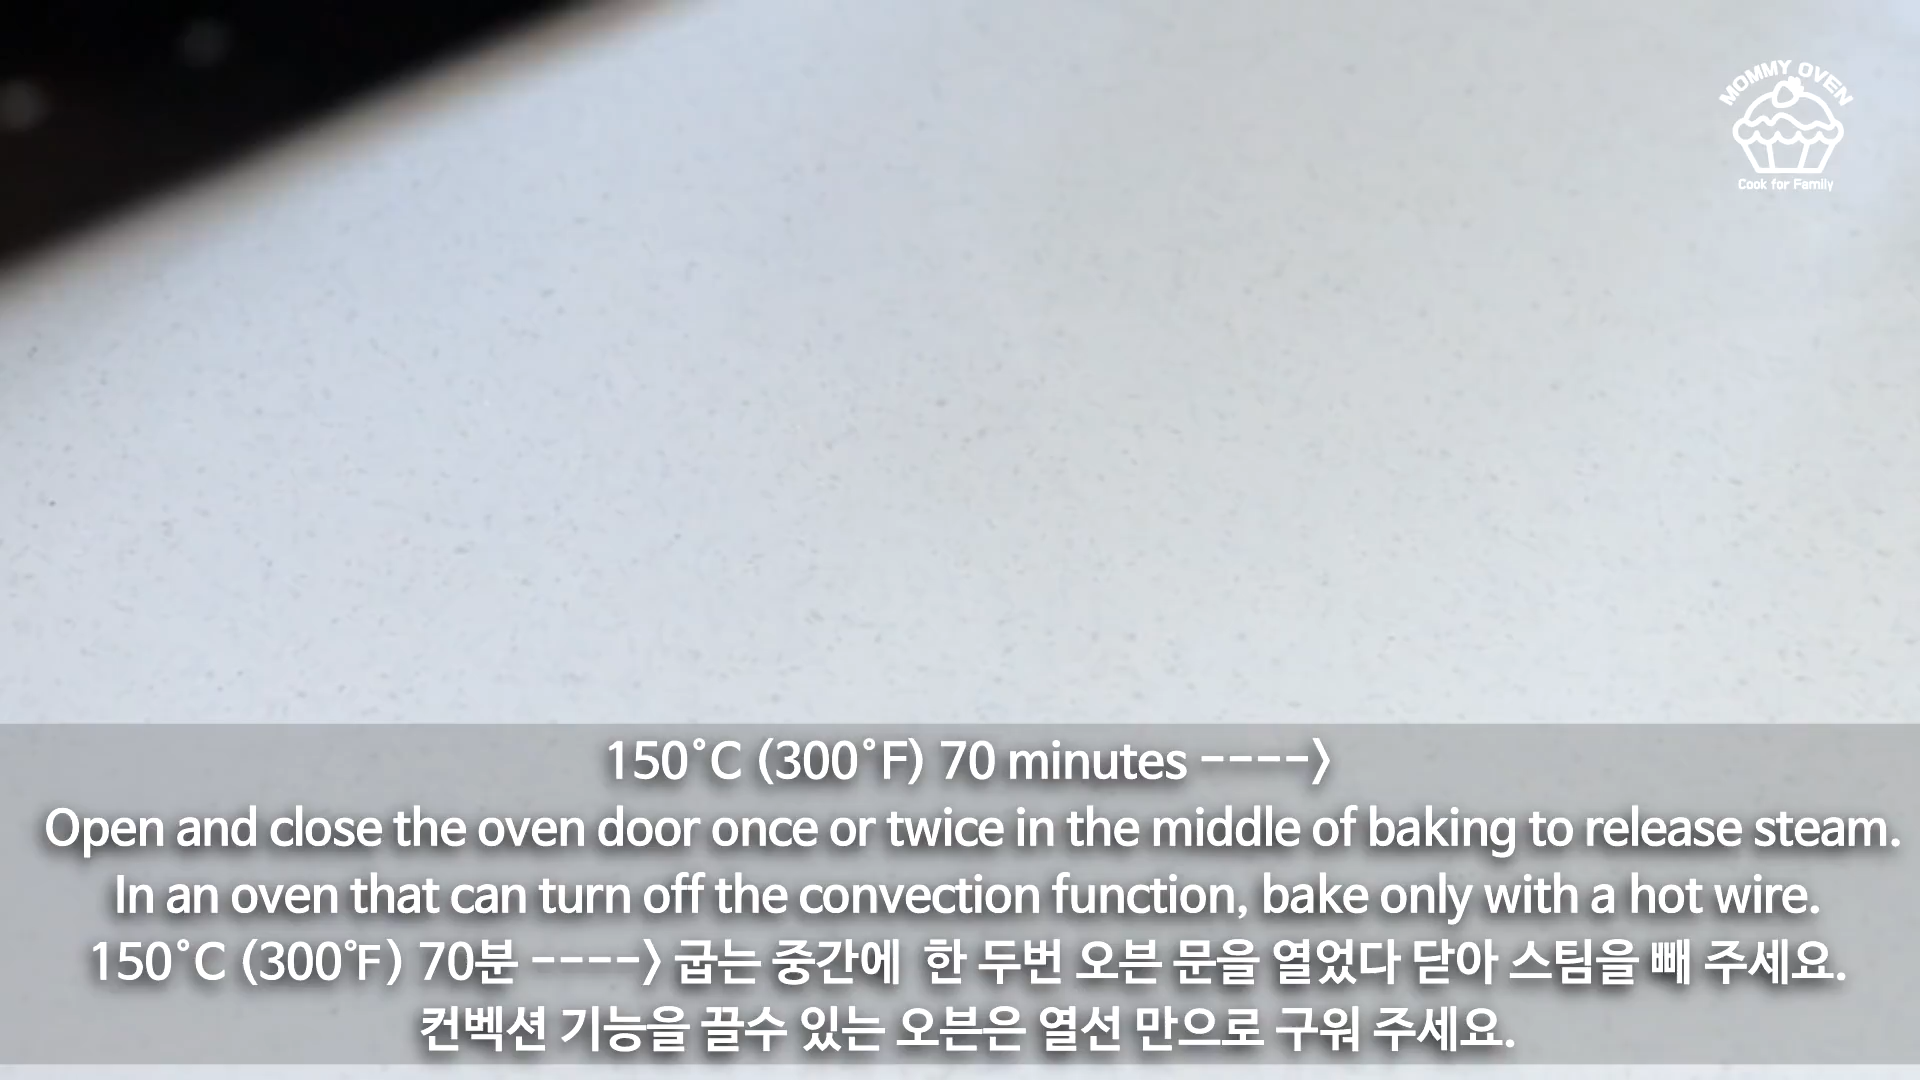 MOMMY OVEN
Cook for Family
150°C (300°F) 70 minutes ---->
Open and close the oven door once or twice in the middle of baking to release steam.
In an oven that can turn off the convection function, bake only with a hot wire.
150°C (300℉) 70분 ----> 굽는 중간에 한 두번 오븐 문을 열었다 닫아 스팀을 빼 주세요.
컨벡션 기능을 끌수 있는 오븐은 열선 만으로 구워 주세요.